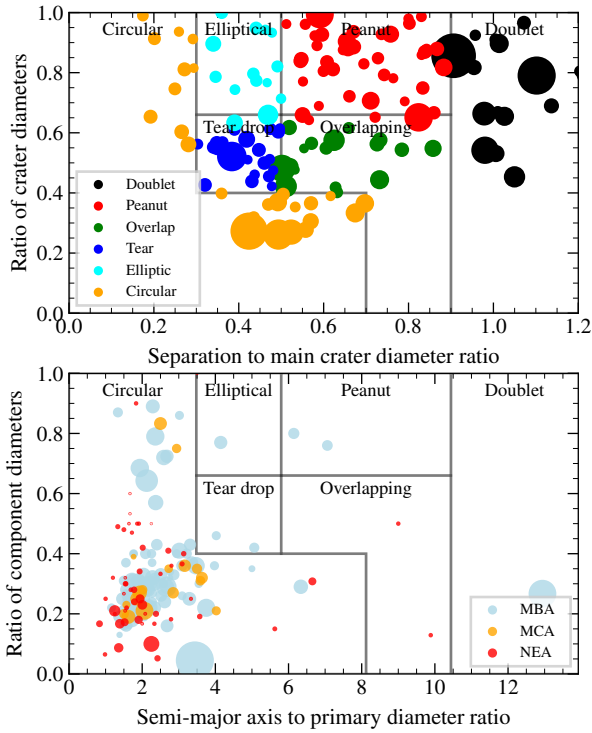 1.0
0.8
0.6
0.4
0.2
0.0
Ratio of crater diameters
Circular Elliptical Peanut Doublet
Tear drop Overlapping
Doublet
Peanut
Overlap
Tear
Elliptic
Circular
0.0 0.2 0.4 0.6 0.8 1.0 1.2
Separation to main crater diameter ratio
1.0
0.8
0.6
0.4
0.2
0.0
Ratio of component diameters
Circular Elliptical Peanut Doublet
Tear drop Overlapping
MBA
MCA
NEA
0 2 4 6 8 10 12
Semi-major axis to primary diameter ratio